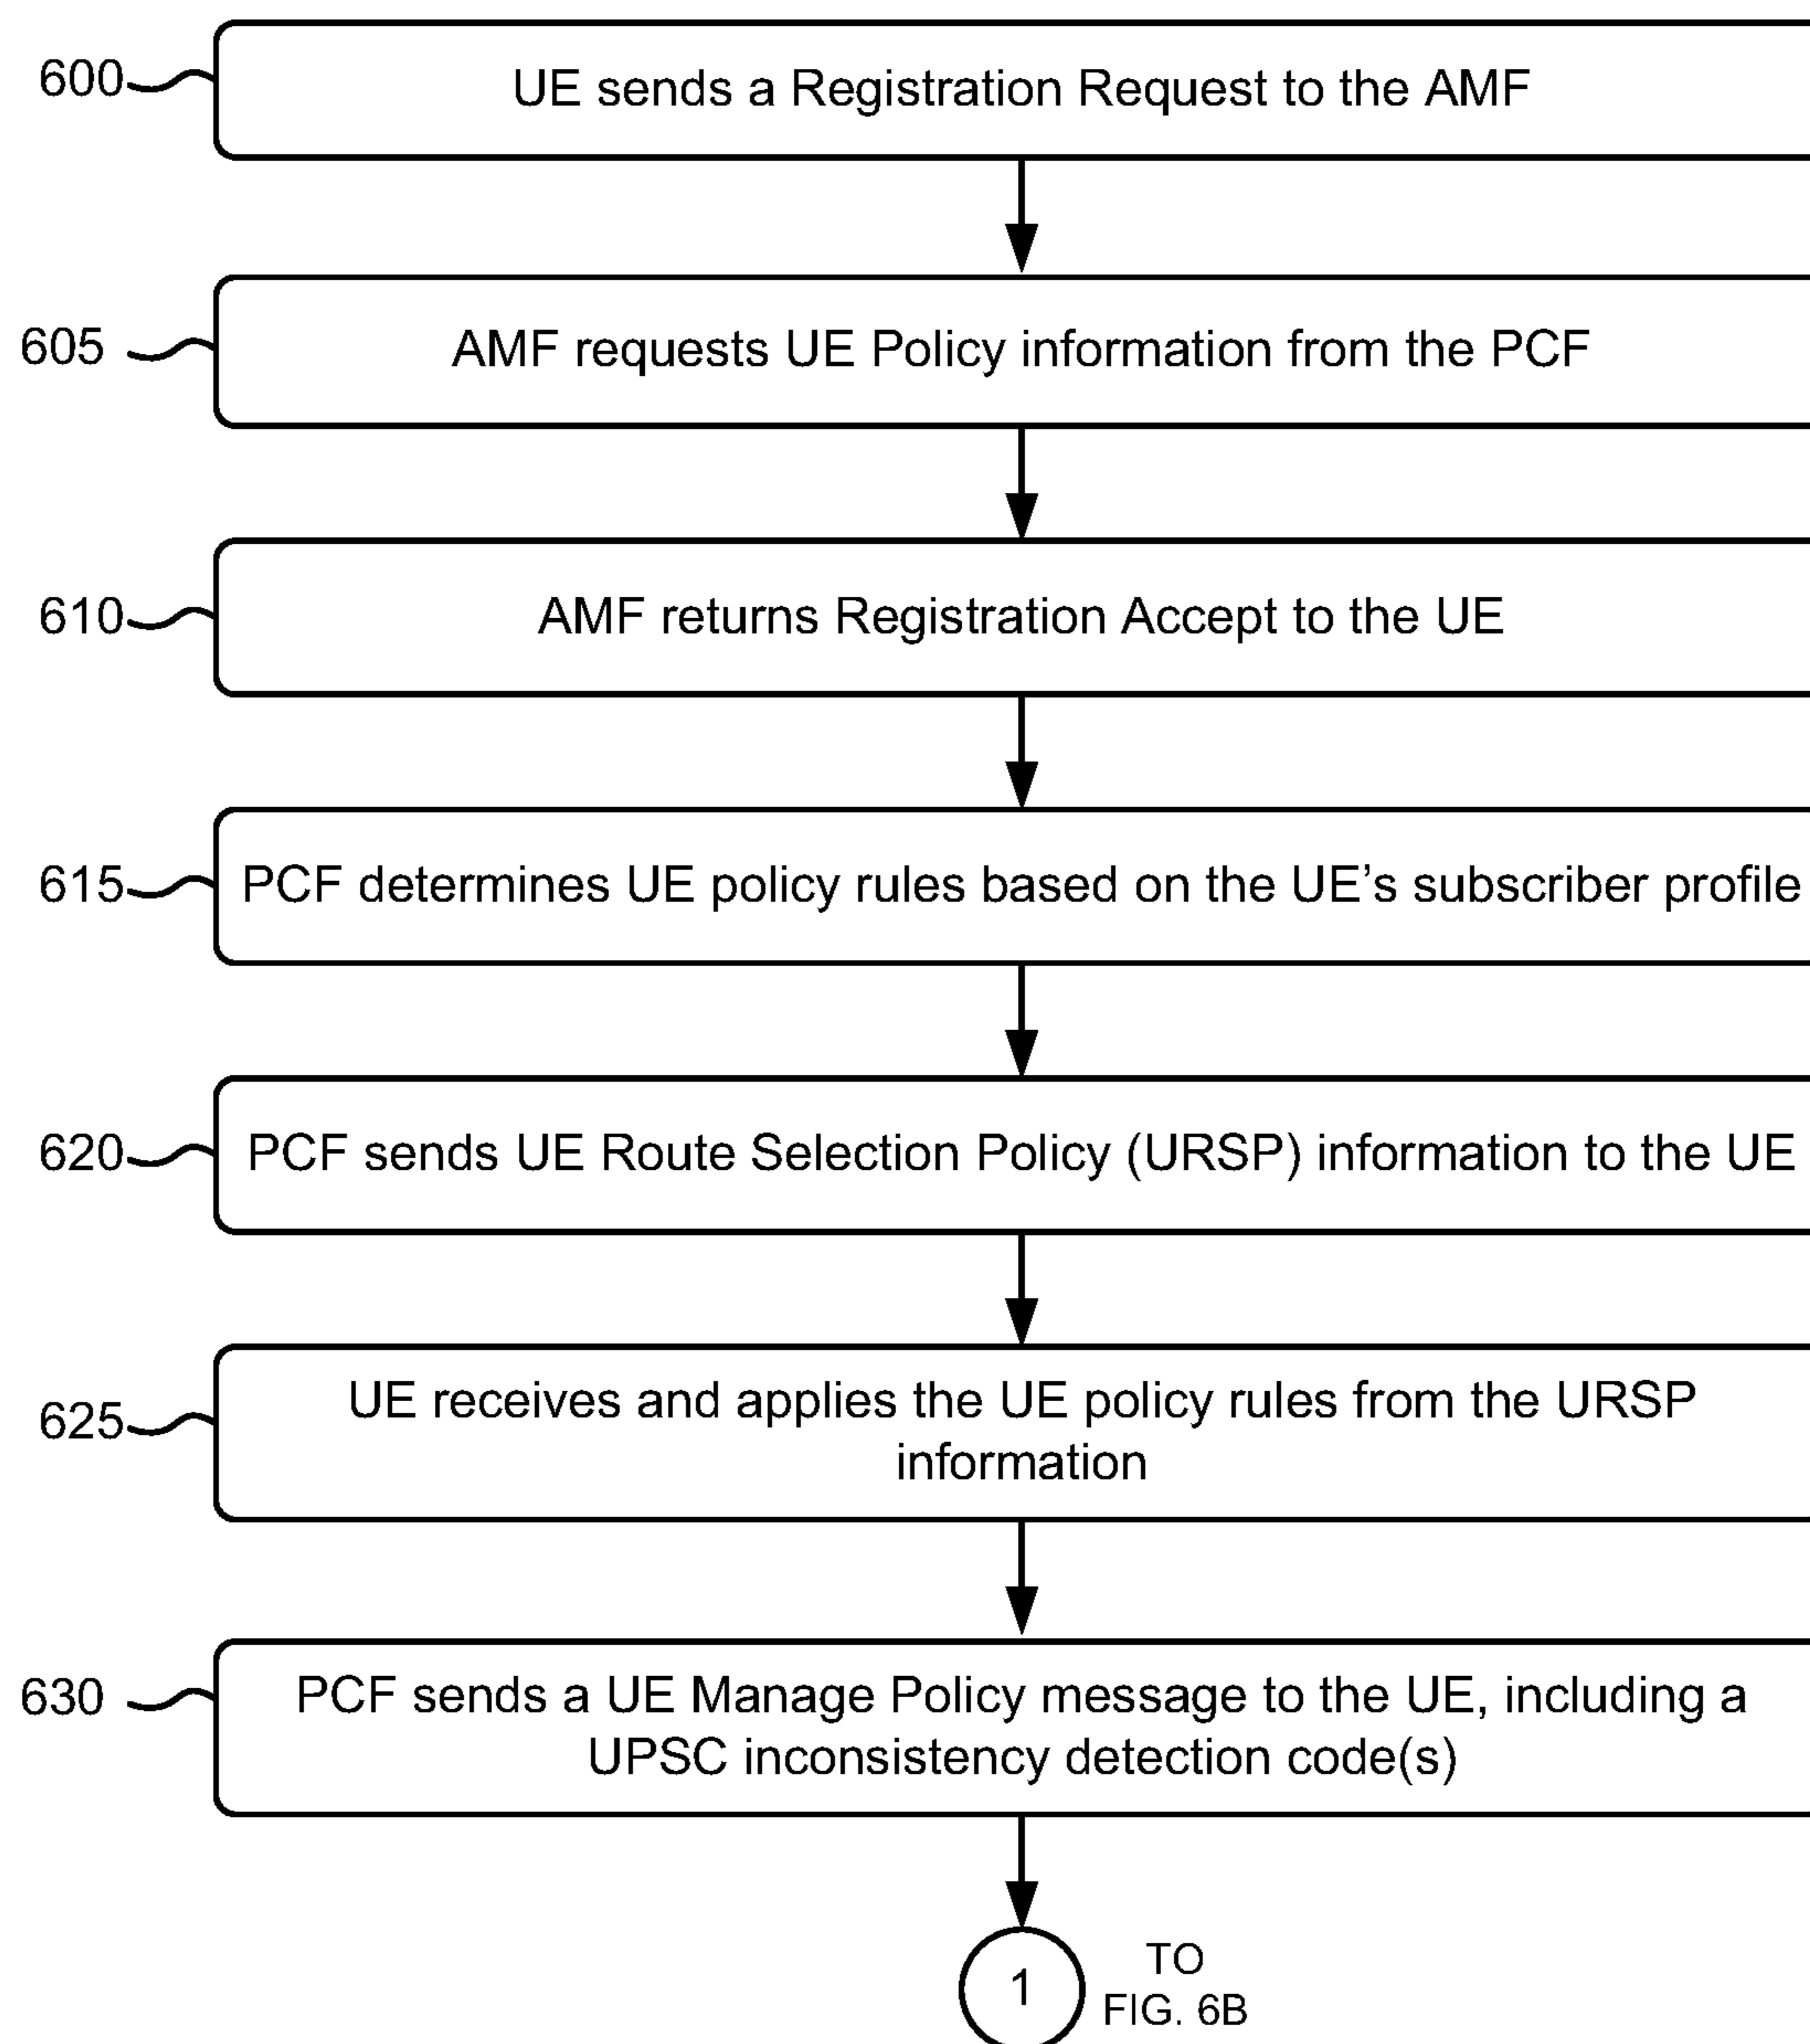 600
UE sends a Registration Request to the AMF
605
AMF requests UE Policy information from the PCF
610
AMF returns Registration Accept to the UE
615
PCF determines UE policy rules based on the UE’s subscriber profile
620
PCF sends UE Route Selection Policy (URSP) information to the UE
625
UE receives and applies the UE policy rules from the URSP
information
630
PCF sends a UE Manage Policy message to the UE, including a
UPSC inconsistency detection code(s)
1
TO
FIG. 6B